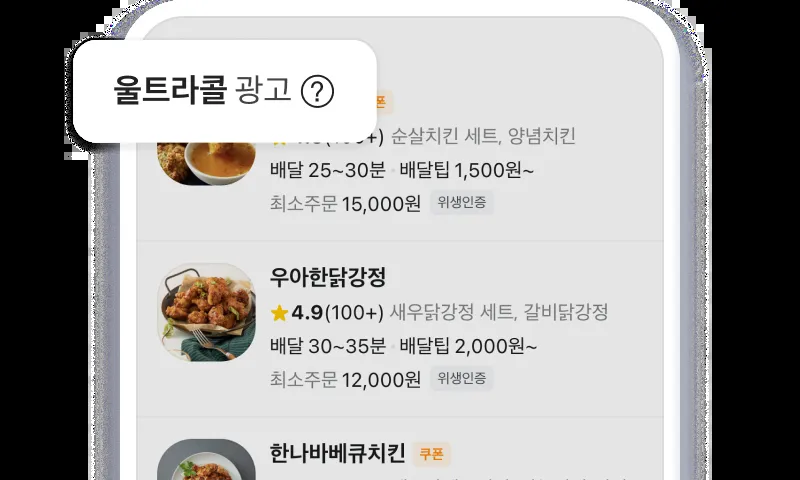 울트라콜 광고 ?
순살치킨 세트, 양념치킨
배달 25~30분 · 배달팁 1,500원~
최소주문 15,000원 위생인증
우아한닭강정
★4.9(100+) 새우닭강정 세트, 갈비닭강정
배달 30~35분 · 배달팁 2,000원~
최소주문 12,000원 위생인증
한나바베큐치킨 쿠폰